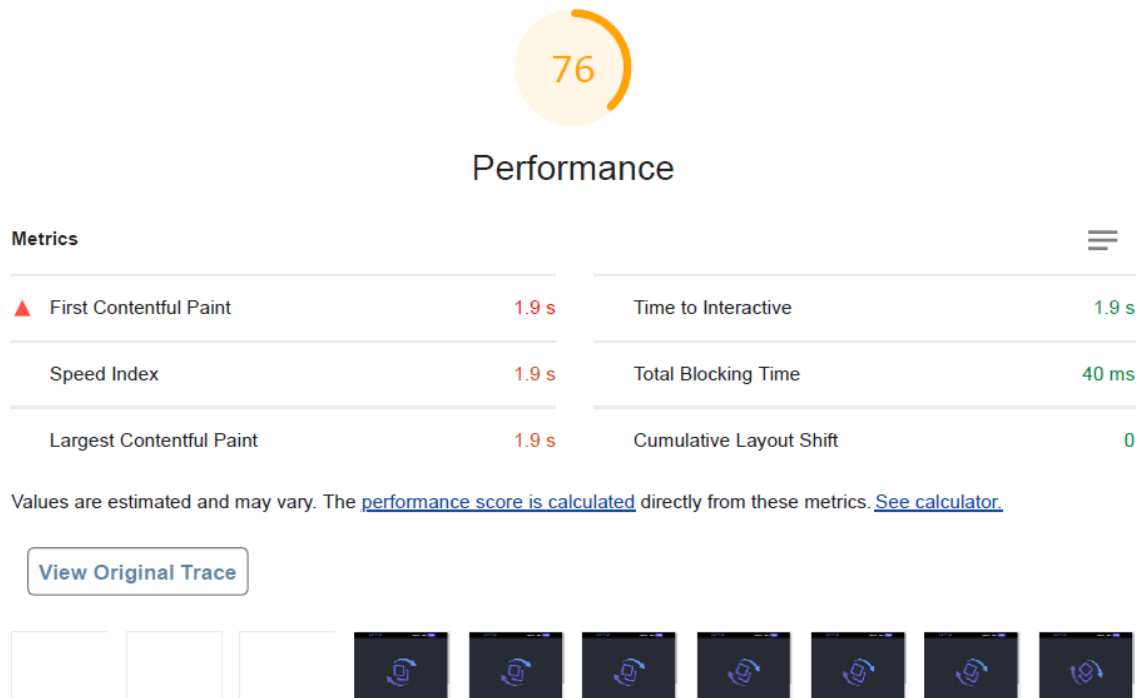 76
Performance
Metrics
First Contentful Paint 1.9 s
Time to Interactive 1.9 s
Speed Index 1.9 s
Total Blocking Time 40 ms
Largest Contentful Paint 1.9 s
Cumulative Layout Shift 0
Values are estimated and may vary. The performance score is calculated directly from these metrics. See calculator.
View Original Trace